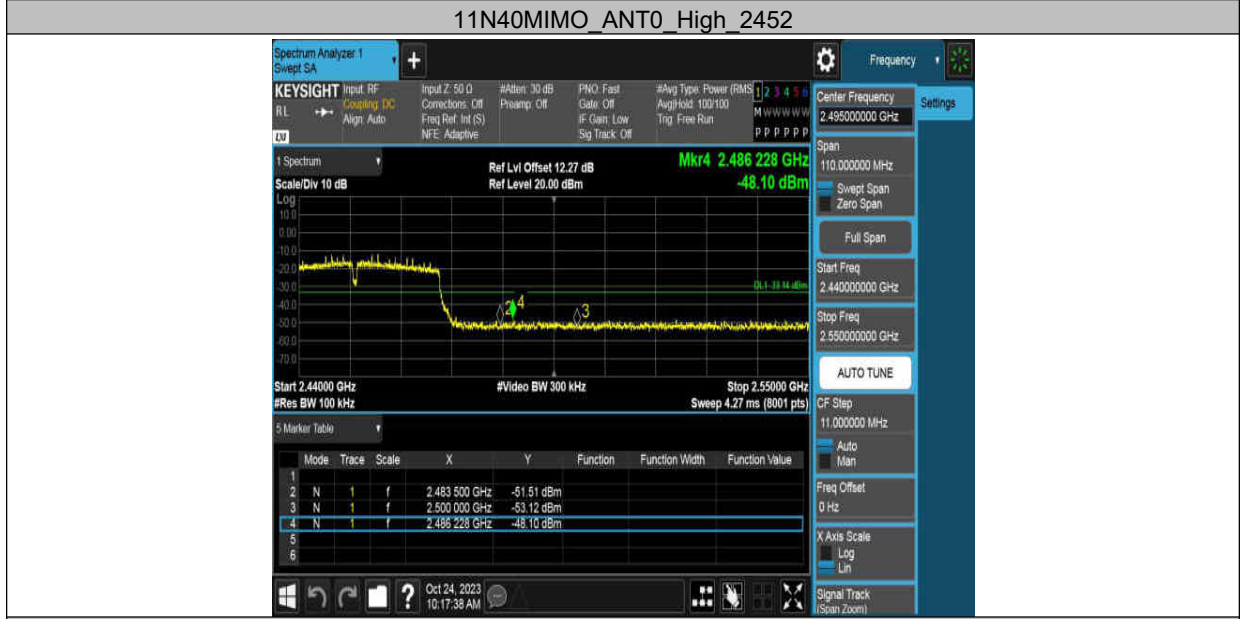 11N40MIMO_ANT0_High_2452
Spectrum Analyzer 1
Swept SA
+
Frequency
KEYSIGHT Input: RF Input Z: 50 Ω #Atten: 30 dB PNO: Fast #Avg Type: Power (RMS 1 2 3 4 5 6
RL Coupling: DC Corrections: Off Preamp: Off Gate: Off Avg|Hold: 100/100 M W W W W W
Align: Auto Freq Ref: Int (S) IF Gain: Low Trig: Free Run
NFE: Adaptive Sig Track: Off P P P P P P
Center Frequency
2.495000000 GHz
Settings
Span
110.000000 MHz
Swept Span
Zero Span
Full Span
Start Freq
2.440000000 GHz
Stop Freq
2.550000000 GHz
AUTO TUNE
CF Step
11.000000 MHz
Auto
Man
Freq Offset
0 Hz
X Axis Scale
Log
Lin
Signal Track
(Span Zoom)
1 Spectrum
Ref Lvl Offset 12.27 dB
Mkr4 2.486 228 GHz
Scale/Div 10 dB
Ref Level 20.00 dBm
-48.10 dBm
Log
10.0
0.00
-10.0
-20.0
-30.0
DL1 -33.14 dBm
-40.0
2 4 3
-50.0
-60.0
-70.0
Start 2.44000 GHz #Video BW 300 kHz Stop 2.55000 GHz
#Res BW 100 kHz Sweep 4.27 ms (8001 pts)
5 Marker Table
Mode Trace Scale X Y Function Function Width Function Value
1
2 N 1 f 2.483 500 GHz -51.51 dBm
3 N 1 f 2.500 000 GHz -53.12 dBm
4 N 1 f 2.486 228 GHz -48.10 dBm
5
6
? Oct 24, 2023
10:17:38 AM